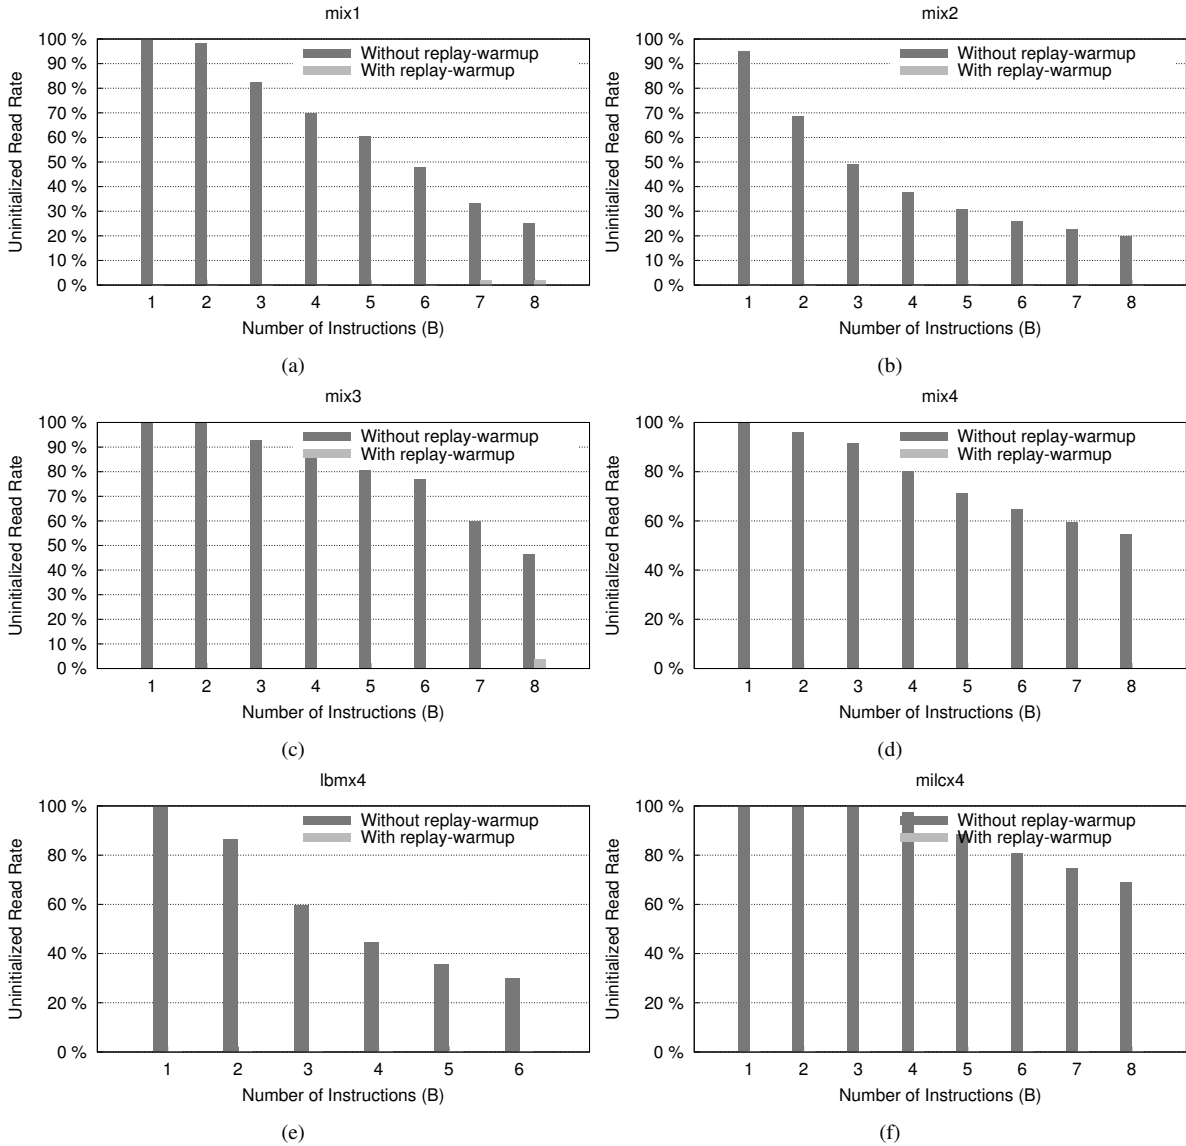 mix1
100 %
90 %
80 %
70 %
60 %
50 %
40 %
30 %
20 %
10 %
0 %
Uninitialized Read Rate
Without replay-warmup
With replay-warmup
1 2 3 4 5 6 7 8
Number of Instructions (B)
(a)
mix2
100 %
90 %
80 %
70 %
60 %
50 %
40 %
30 %
20 %
10 %
0 %
Uninitialized Read Rate
Without replay-warmup
With replay-warmup
1 2 3 4 5 6 7 8
Number of Instructions (B)
(b)
mix3
100 %
90 %
80 %
70 %
60 %
50 %
40 %
30 %
20 %
10 %
0 %
Uninitialized Read Rate
Without replay-warmup
With replay-warmup
1 2 3 4 5 6 7 8
Number of Instructions (B)
(c)
mix4
100 %
80 %
60 %
40 %
20 %
0 %
Uninitialized Read Rate
Without replay-warmup
With replay-warmup
1 2 3 4 5 6 7 8
Number of Instructions (B)
(d)
lbmx4
100 %
80 %
60 %
40 %
20 %
0 %
Uninitialized Read Rate
Without replay-warmup
With replay-warmup
1 2 3 4 5 6
Number of Instructions (B)
(e)
milcx4
100 %
80 %
60 %
40 %
20 %
0 %
Uninitialized Read Rate
Without replay-warmup
With replay-warmup
1 2 3 4 5 6 7 8
Number of Instructions (B)
(f)